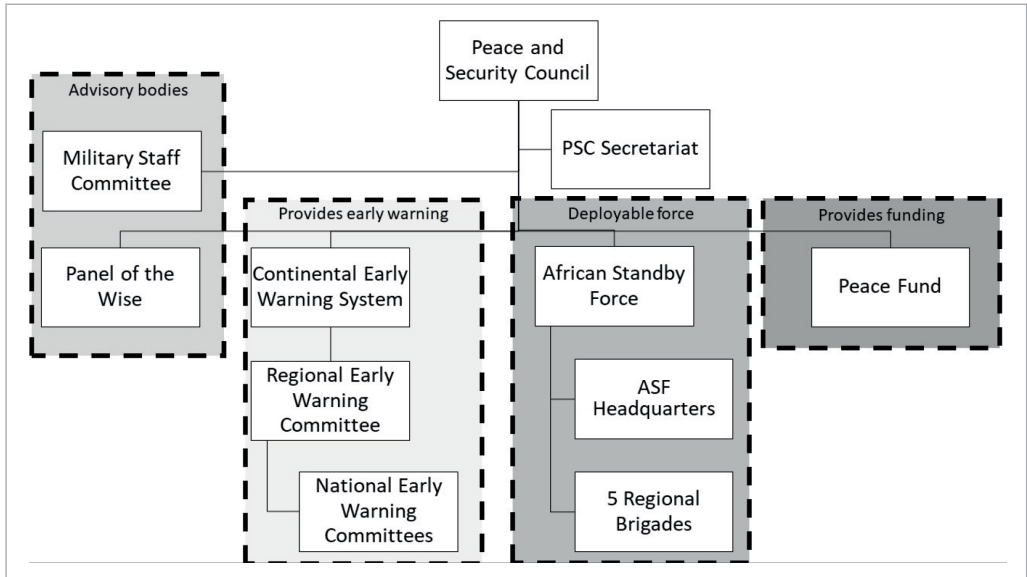 Peace and
Security Council
Advisory bodies
PSC Secretariat
Military Staff
Committee
Provides early warning
Deployable force
Provides funding
Panel of the
Wise
Continental Early
Warning System
African Standby
Force
Peace Fund
Regional Early
Warning
Committee
ASF
Headquarters
National Early
Warning
Committees
5 Regional
Brigades